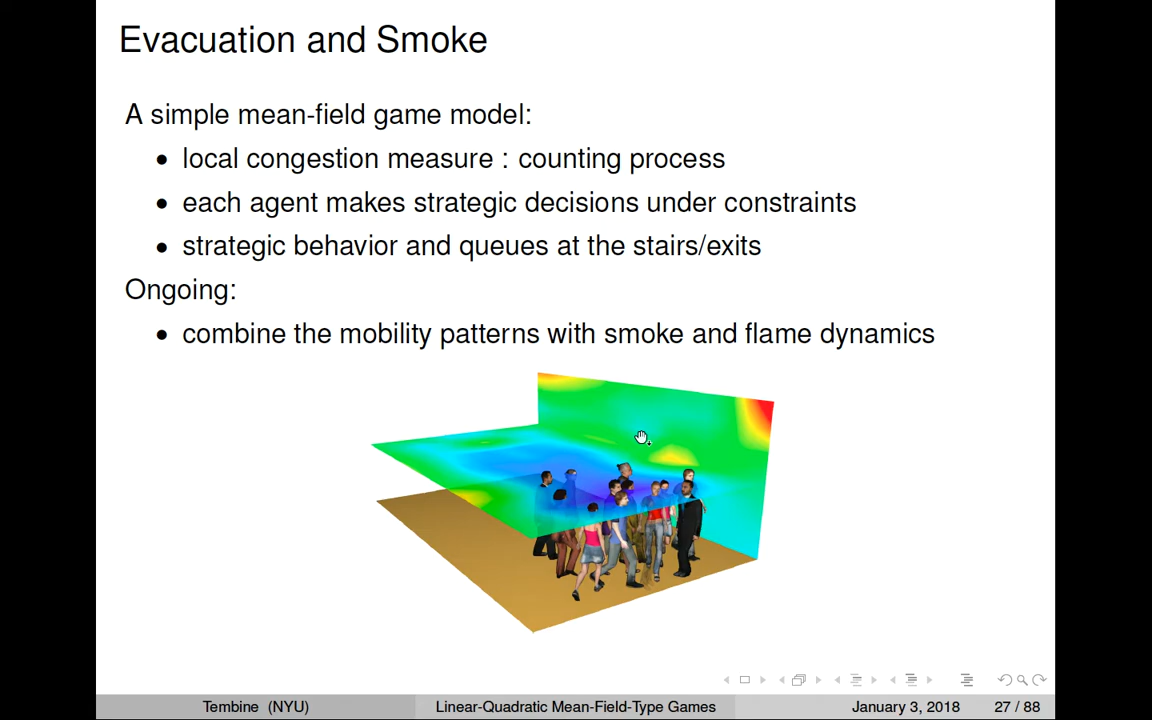 Evacuation and Smoke
A simple mean-field game model:
• local congestion measure : counting process
• each agent makes strategic decisions under constraints
• strategic behavior and queues at the stairs/exits
Ongoing:
• combine the mobility patterns with smoke and flame dynamics
Tembine (NYU) Linear-Quadratic Mean-Field-Type Games January 3, 2018 27 / 88